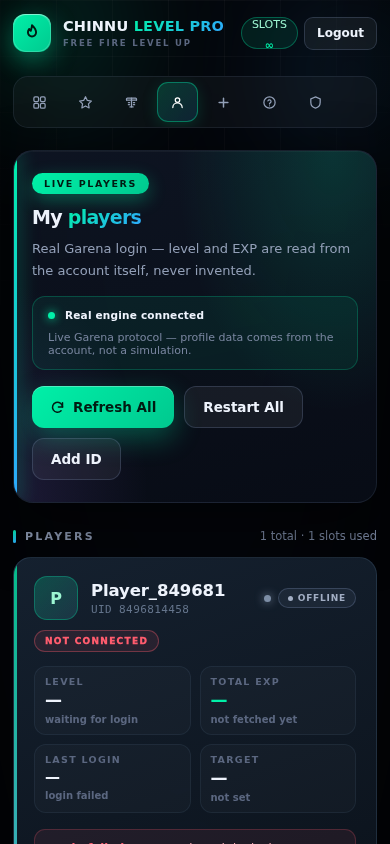 CHINNU LEVEL PRO
FREE FIRE LEVEL UP
SLOTS
∞
Logout
LIVE PLAYERS
My players
Real Garena login — level and EXP are read from
the account itself, never invented.
Real engine connected
Live Garena protocol — profile data comes from the
account, not a simulation.
Refresh All
Restart All
Add ID
PLAYERS
1 total · 1 slots used
P
Player_849681
UID 8496814458
OFFLINE
NOT CONNECTED
LEVEL
—
waiting for login
TOTAL EXP
—
not fetched yet
LAST LOGIN
—
login failed
TARGET
—
not set